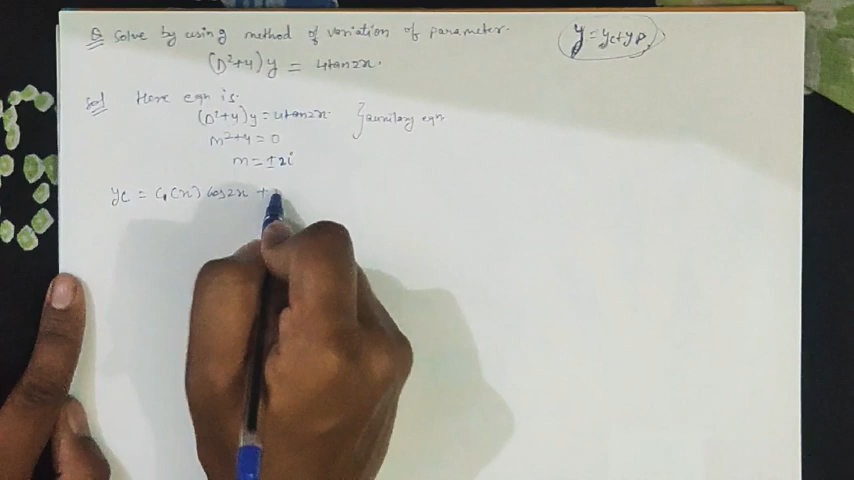 Q Solve by using method of variation of parameter.
(D²+4) y = 4tan2x.
y = yc+yp
Sol Here eqn is.
(D²+4)y = 4tan2x. } auxilary eqn
m²+4 = 0
m = ±2i
yc = C₁(x) cos2x +